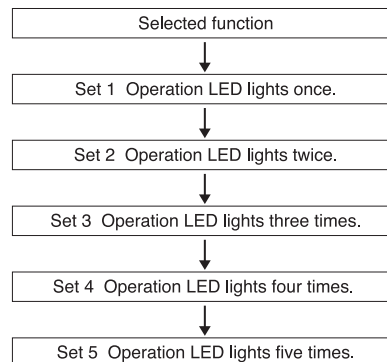 Selected function
Set 1 Operation LED lights once.
Set 2 Operation LED lights twice.
Set 3 Operation LED lights three times.
Set 4 Operation LED lights four times.
Set 5 Operation LED lights five times.